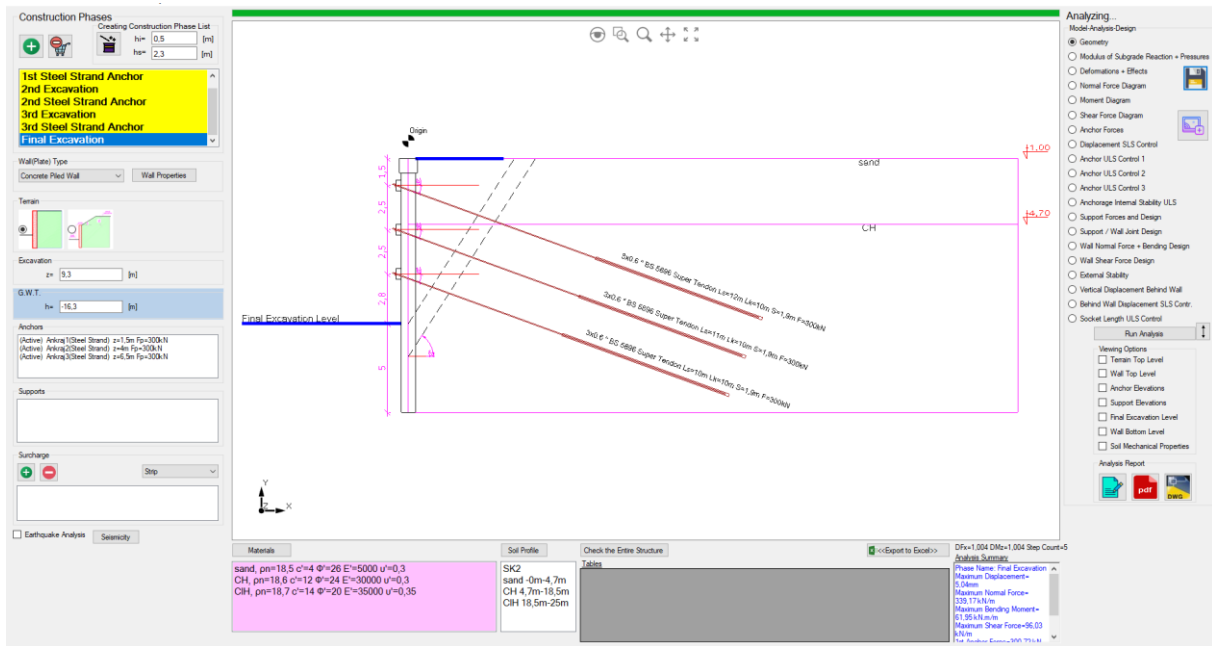 Construction Phases
Creating Construction Phase List
hi= 0,5 [m]
hs= 2,3 [m]
1st Steel Strand Anchor
2nd Excavation
2nd Steel Strand Anchor
3rd Excavation
3rd Steel Strand Anchor
Final Excavation
Wall(Plate) Type
Concrete Piled Wall
Wall Properties
Terrain
Excavation
z= 9,3 [m]
G.W.T.
h= -16,3 [m]
Anchors
(Active) Ankraj1(Steel Strand) z=1,5m Fp=300kN
(Active) Ankraj2(Steel Strand) z=4m Fp=300kN
(Active) Ankraj3(Steel Strand) z=6,5m Fp=300kN
Supports
Surcharge
Strip
Earthquake Analysis
Seismicity
Origin
1,5
2,5
2,5
2,8
5
sand
CH
Final Excavation Level
3x0.6 " BS 5896 Super Tendon Ls=12m Lk=10m S=1,9m F=300kN
3x0.6 " BS 5896 Super Tendon Ls=11m Lk=10m S=1,9m F=300kN
3x0.6 " BS 5896 Super Tendon Ls=10m Lk=10m S=1,9m F=300kN
Y
Z
X
Materials
sand, ρn=18,5 c'=4 Φ'=26 E'=5000 u'=0,3
CH, ρn=18,6 c'=12 Φ'=24 E'=30000 u'=0,3
CIH, ρn=18,7 c'=14 Φ'=20 E'=35000 u'=0,35
Soil Profile
SK2
sand -0m-4,7m
CH 4,7m-18,5m
CIH 18,5m-25m
Check the Entire Structure
Tables
<<Export to Excel>>
DFx=1,004 DMz=1,004 Step Count=5
Analysis Summary
Phase Name: Final Excavation
Maximum Displacement=
5,04mm
Maximum Normal Force=
339,17kN/m
Maximum Bending Moment=
61,95kN.m/m
Maximum Shear Force=96,03
kN/m
1st Anchor Force=300,72kN
Analyzing...
Model-Analysis-Design
Geometry
Modulus of Subgrade Reaction + Pressures
Deformations + Effects
Normal Force Diagram
Moment Diagram
Shear Force Diagram
Anchor Forces
Displacement SLS Control
Anchor ULS Control 1
Anchor ULS Control 2
Anchor ULS Control 3
Anchorage Internal Stability ULS
Support Forces and Design
Support / Wall Joint Design
Wall Normal Force + Bending Design
Wall Shear Force Design
External Stability
Vertical Displacement Behind Wall
Behind Wall Displacement SLS Contr.
Socket Length ULS Control
Run Analysis
Viewing Options
Terrain Top Level
Wall Top Level
Anchor Elevations
Support Elevations
Final Excavation Level
Wall Bottom Level
Soil Mechanical Properties
Analysis Report
pdf
DWG